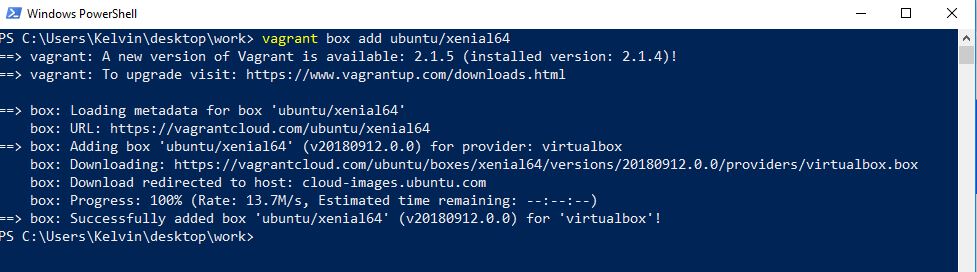 Windows PowerShell
PS C:\Users\Kelvin\desktop\work> vagrant box add ubuntu/xenial64
==> vagrant: A new version of Vagrant is available: 2.1.5 (installed version: 2.1.4)!
==> vagrant: To upgrade visit: https://www.vagrantup.com/downloads.html
==> box: Loading metadata for box 'ubuntu/xenial64'
box: URL: https://vagrantcloud.com/ubuntu/xenial64
==> box: Adding box 'ubuntu/xenial64' (v20180912.0.0) for provider: virtualbox
box: Downloading: https://vagrantcloud.com/ubuntu/boxes/xenial64/versions/20180912.0.0/providers/virtualbox.box
box: Download redirected to host: cloud-images.ubuntu.com
box: Progress: 100% (Rate: 13.7M/s, Estimated time remaining: --:--:--)
==> box: Successfully added box 'ubuntu/xenial64' (v20180912.0.0) for 'virtualbox'!
PS C:\Users\Kelvin\desktop\work>